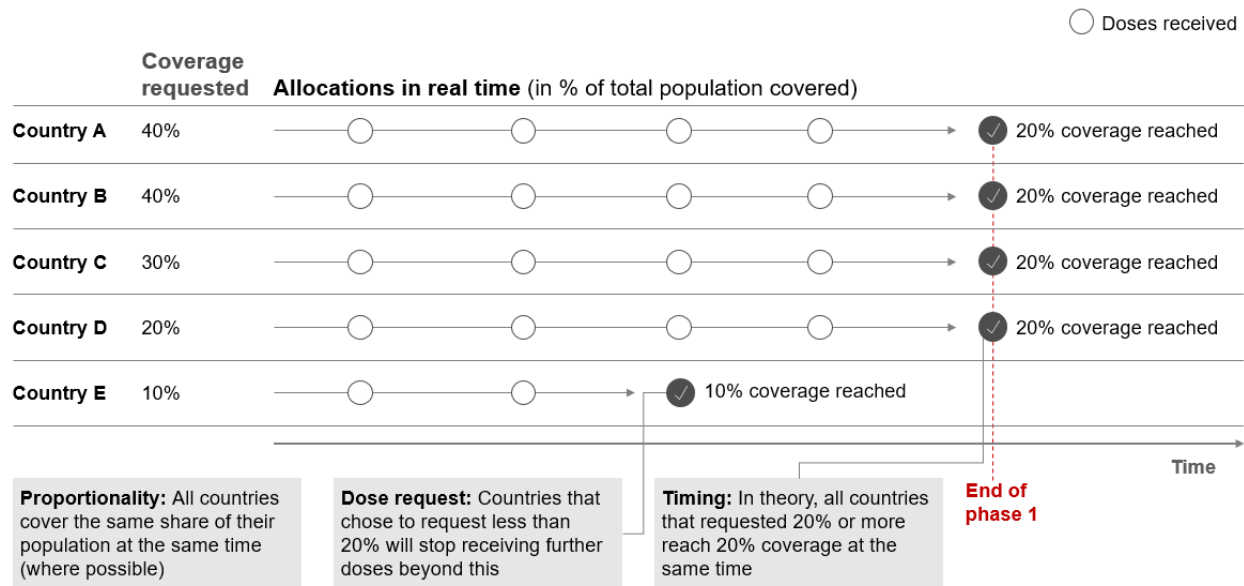 Doses received
Coverage
requested
Allocations in real time (in % of total population covered)
Country A 40% 20% coverage reached
Country B 40% 20% coverage reached
Country C 30% 20% coverage reached
Country D 20% 20% coverage reached
Country E 10% 10% coverage reached
Time
Proportionality: All countries
cover the same share of their
population at the same time
(where possible)
Dose request: Countries that
chose to request less than
20% will stop receiving further
doses beyond this
Timing: In theory, all countries
that requested 20% or more
reach 20% coverage at the
same time
End of
phase 1